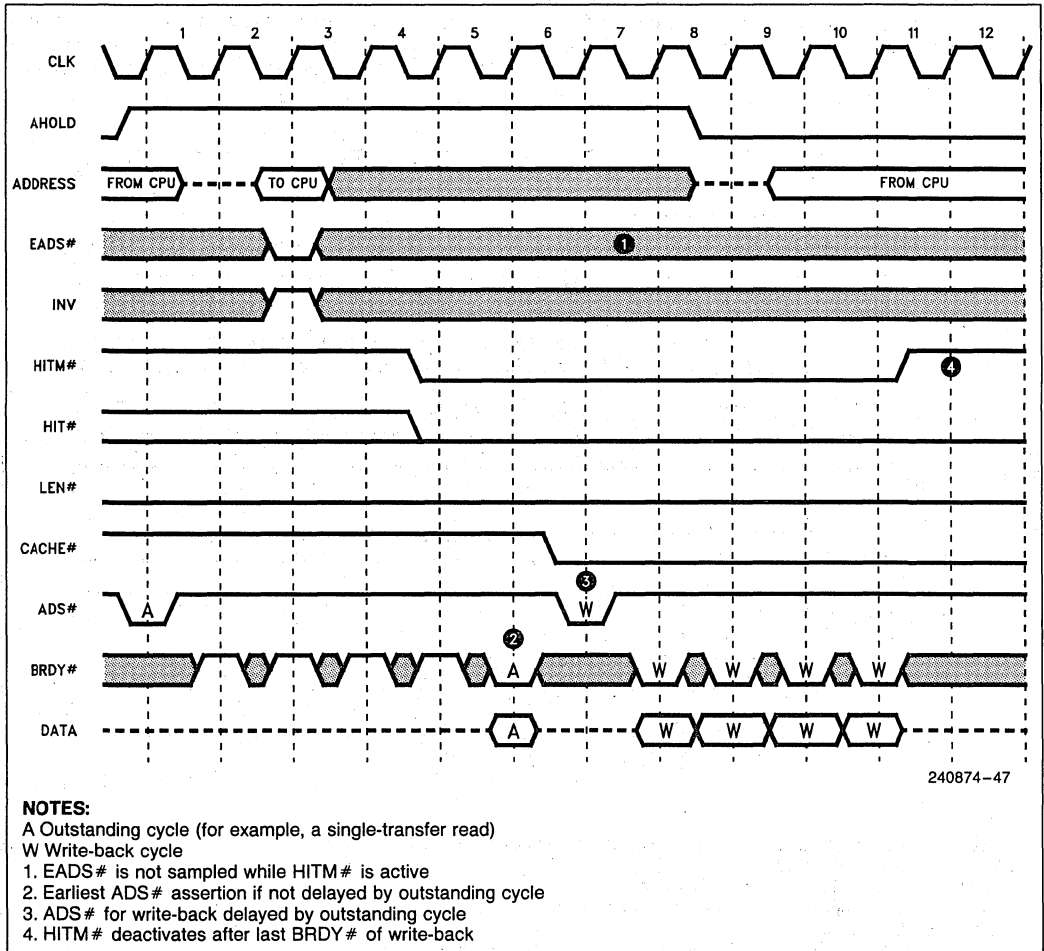 1 2 3 4 5 6 7 8 9 10 11 12
CLK
AHOLD
ADDRESS FROM CPU TO CPU FROM CPU
EADS# 1
INV
HITM# 4
HIT#
LEN#
CACHE#
3
ADS# A W
2
BRDY# A W W W W
DATA A W W W W
240874–47
NOTES:
A Outstanding cycle (for example, a single-transfer read)
W Write-back cycle
1. EADS# is not sampled while HITM# is active
2. Earliest ADS# assertion if not delayed by outstanding cycle
3. ADS# for write-back delayed by outstanding cycle
4. HITM# deactivates after last BRDY# of write-back